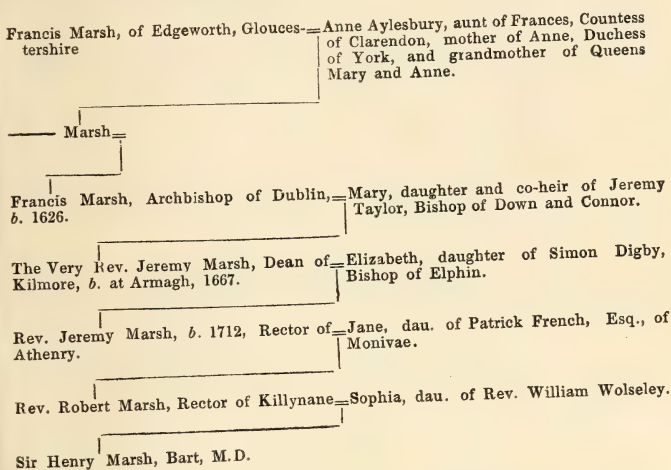 Francis Marsh, of Edgeworth, Glouces-=Anne Aylesbury, aunt of Frances, Countess
tershire
of Clarendon, mother of Anne, Duchess
of York, and grandmother of Queens
Mary and Anne.
—— Marsh=
Francis Marsh, Archbishop of Dublin,=Mary, daughter and co-heir of Jeremy
b. 1626.
Taylor, Bishop of Down and Connor.
The Very Rev. Jeremy Marsh, Dean of=Elizabeth, daughter of Simon Digby,
Kilmore, b. at Armagh, 1667.
Bishop of Elphin.
Rev. Jeremy Marsh, b. 1712, Rector of=Jane, dau. of Patrick French, Esq., of
Athenry.
Monivae.
Rev. Robert Marsh, Rector of Killynane=Sophia, dau. of Rev. William Wolseley.
Sir Henry Marsh, Bart, M.D.